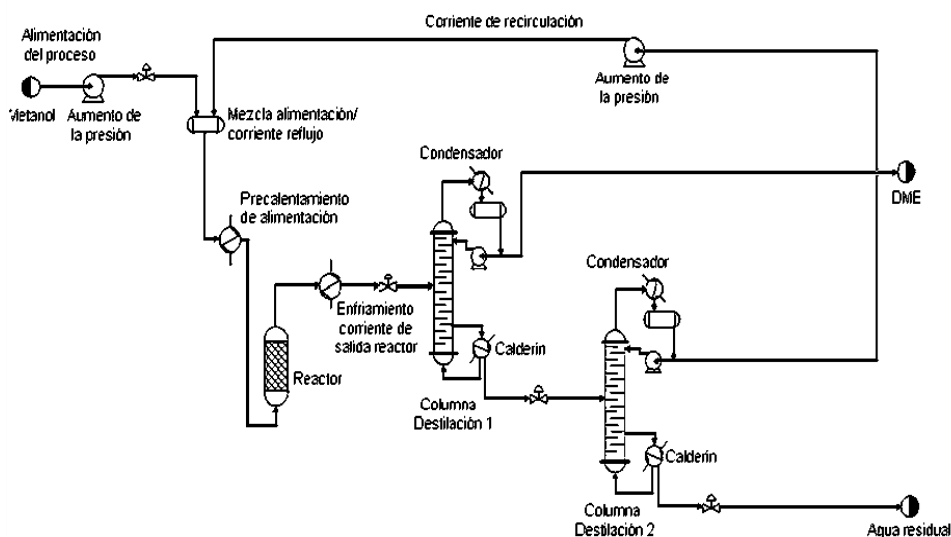 Corriente de recirculación
Alimentación
del proceso
Metanol
Aumento de
la presión
Aumento de
la presión
Mezcla alimentación/
corriente reflujo
Condensador
DME
Precalentamiento
de alimentación
Condensador
Enfriamiento
corriente de
salida reactor
Calderín
Reactor
Columna
Destilación 1
Calderín
Columna
Destilación 2
Agua residual